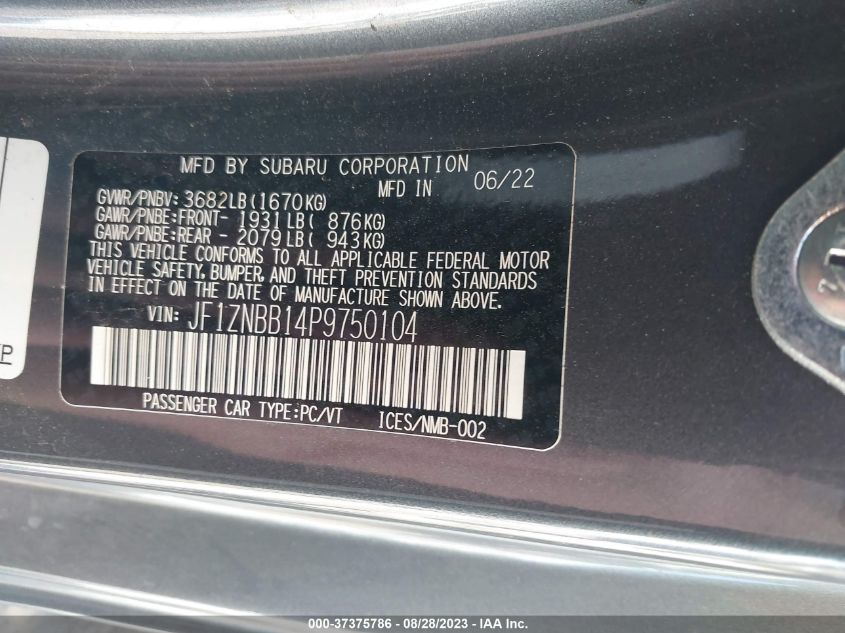 MFD BY SUBARU CORPORATION
MFD IN 06/22
GVWR/PNBV: 3682LB(1670KG)
GAWR/PNBE:FRONT- 1931LB( 876KG)
GAWR/PNBE:REAR - 2079LB( 943KG)
THIS VEHICLE CONFORMS TO ALL APPLICABLE FEDERAL MOTOR
VEHICLE SAFETY, BUMPER, AND THEFT PREVENTION STANDARDS
IN EFFECT ON THE DATE OF MANUFACTURE SHOWN ABOVE.
VIN: JF1ZNBB14P9750104
PASSENGER CAR TYPE:PC/VT ICES/NMB-002
P
000-37375786 - 08/28/2023 - IAA Inc.